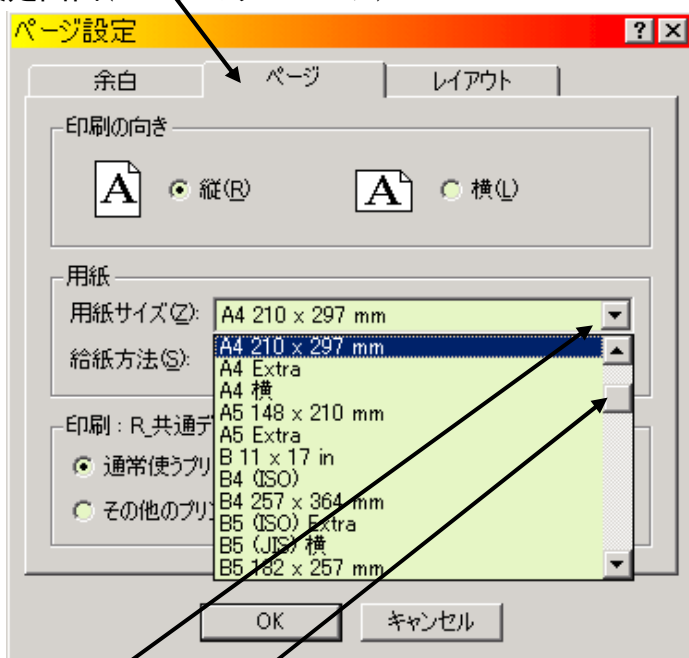 ページ設定
余白 ページ レイアウト
印刷の向き
A 縦(R) A 横(L)
用紙
用紙サイズ(Z): A4 210 x 297 mm
給紙方法(S):
A4 210 x 297 mm
A4 Extra
A4 横
A5 148 x 210 mm
A5 Extra
B 11 x 17 in
B4 (ISO)
B4 257 x 364 mm
B5 (ISO) Extra
B5 (JIS) 横
B5 182 x 257 mm
印刷 : R_共通デ
通常使うプリ
その他のプリン
OK キャンセル